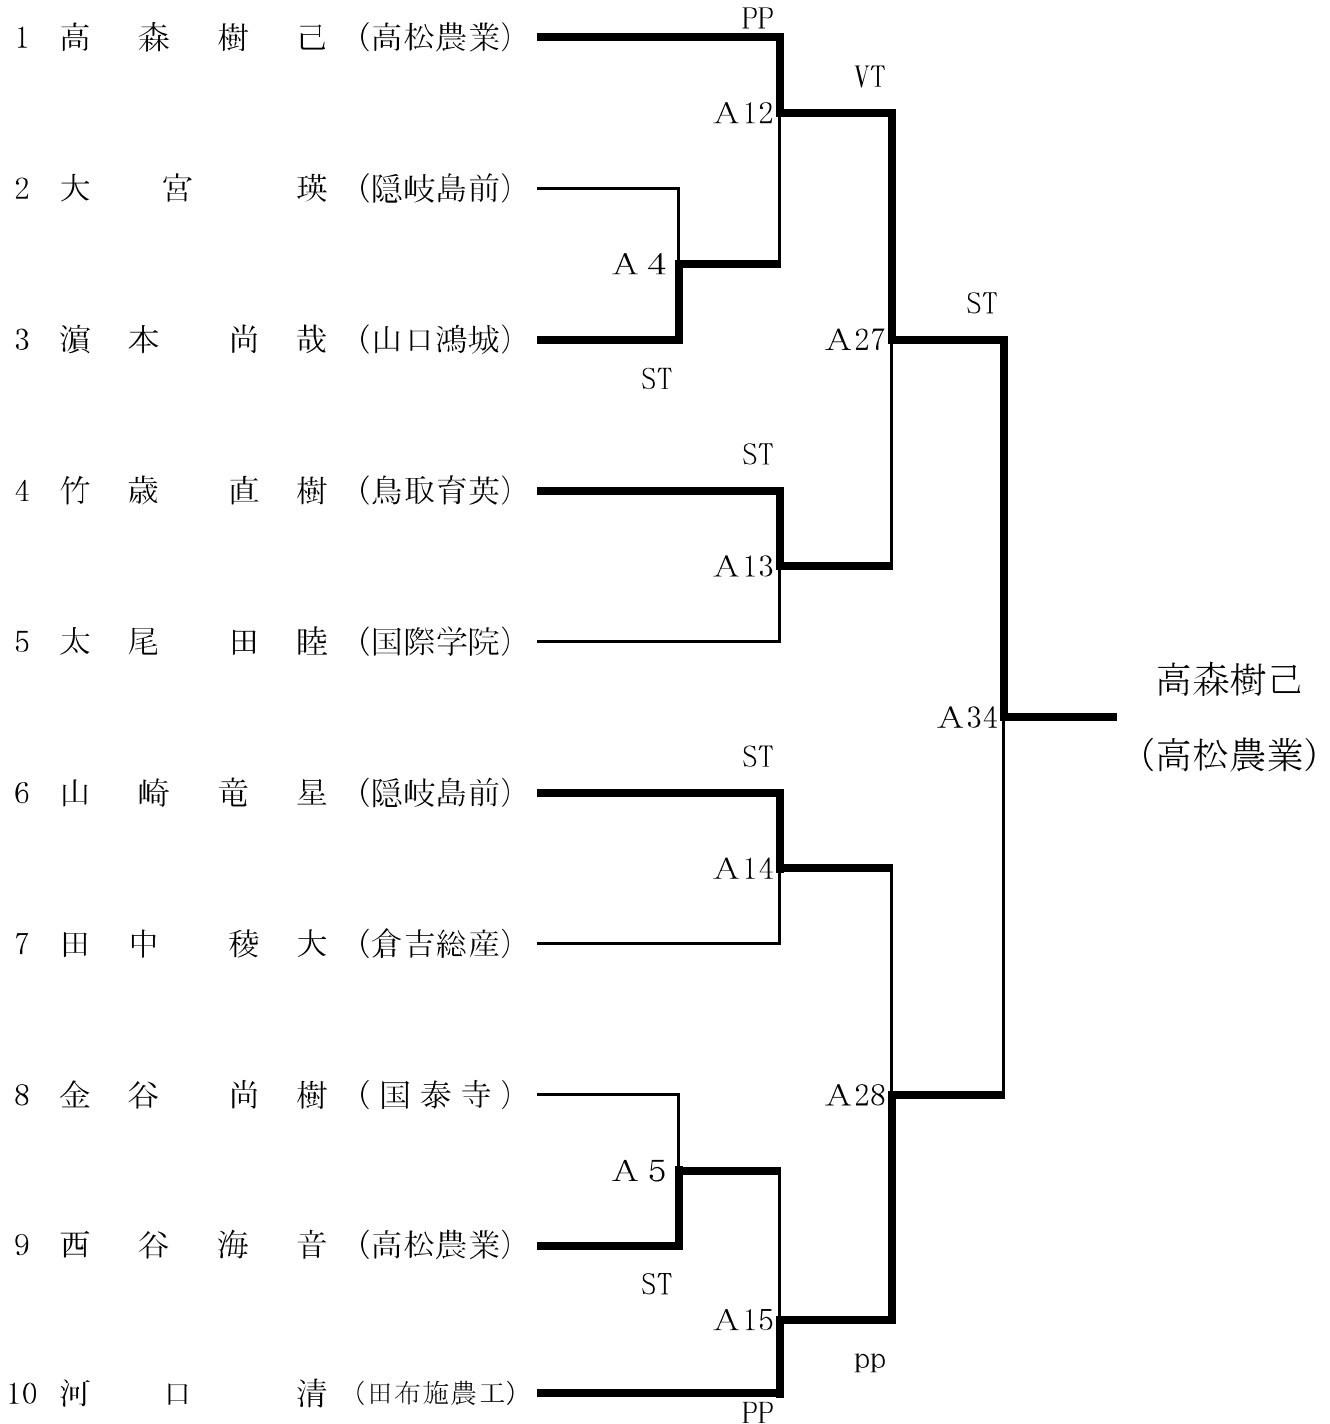 PP
1 高森樹己 (高松農業)
VT
A12
2 大宮瑛 (隠岐島前)
A4
ST
3 濵本尚哉 (山口鴻城)
A27
ST
ST
4 竹歳直樹 (鳥取育英)
A13
5 太尾田睦 (国際学院)
高森樹己
A34
(高松農業)
ST
6 山崎竜星 (隠岐島前)
A14
7 田中稜大 (倉吉総産)
8 金谷尚樹 (国泰寺)
A28
A5
9 西谷海音 (高松農業)
ST
A15
pp
10 河口清 (田布施農工)
PP